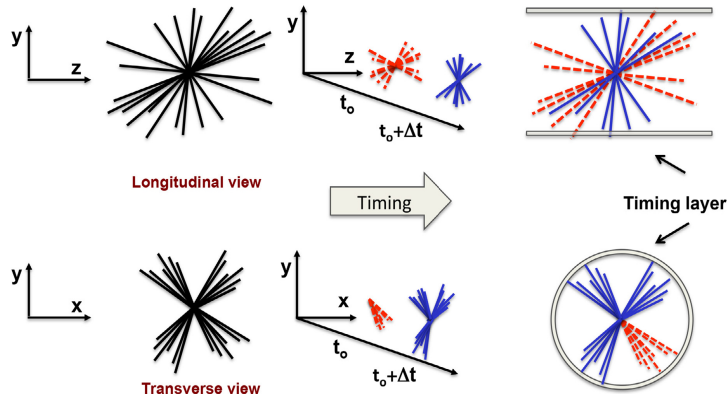 y
z
y
z
t₀
t₀+Δt
Longitudinal view
Timing
Timing layer
y
x
y
x
t₀
t₀+Δt
Transverse view